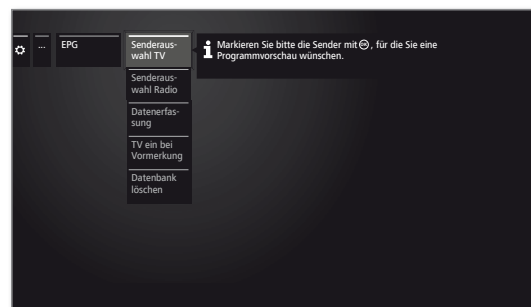 ...
EPG
Senderaus-
wahl TV
Markieren Sie bitte die Sender mit OK, für die Sie eine
Programmvorschau wünschen.
Senderaus-
wahl Radio
Datenerfas-
sung
TV ein bei
Vormerkung
Datenbank
löschen